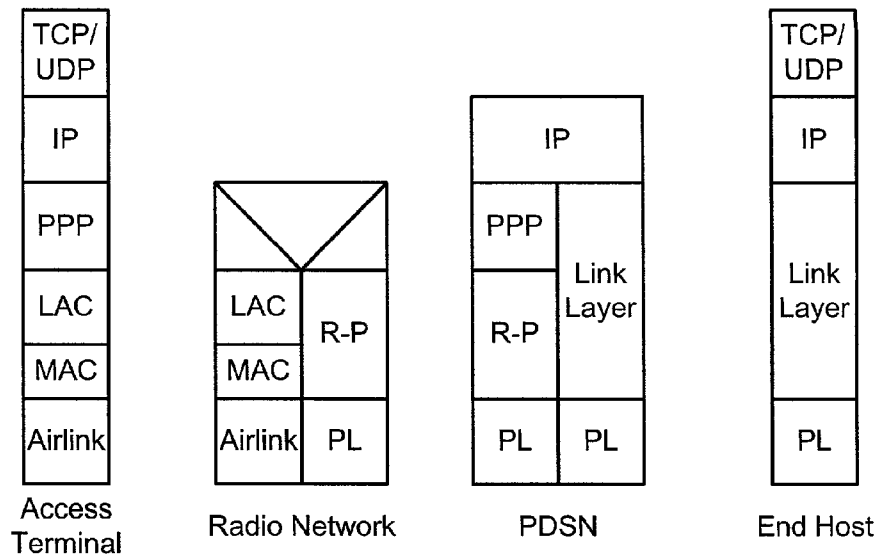 TCP/
UDP
IP
PPP
LAC
MAC
Airlink
Access
Terminal
LAC
MAC
Airlink
R-P
PL
Radio Network
IP
PPP
R-P
PL
Link
Layer
PL
PDSN
TCP/
UDP
IP
Link
Layer
PL
End Host